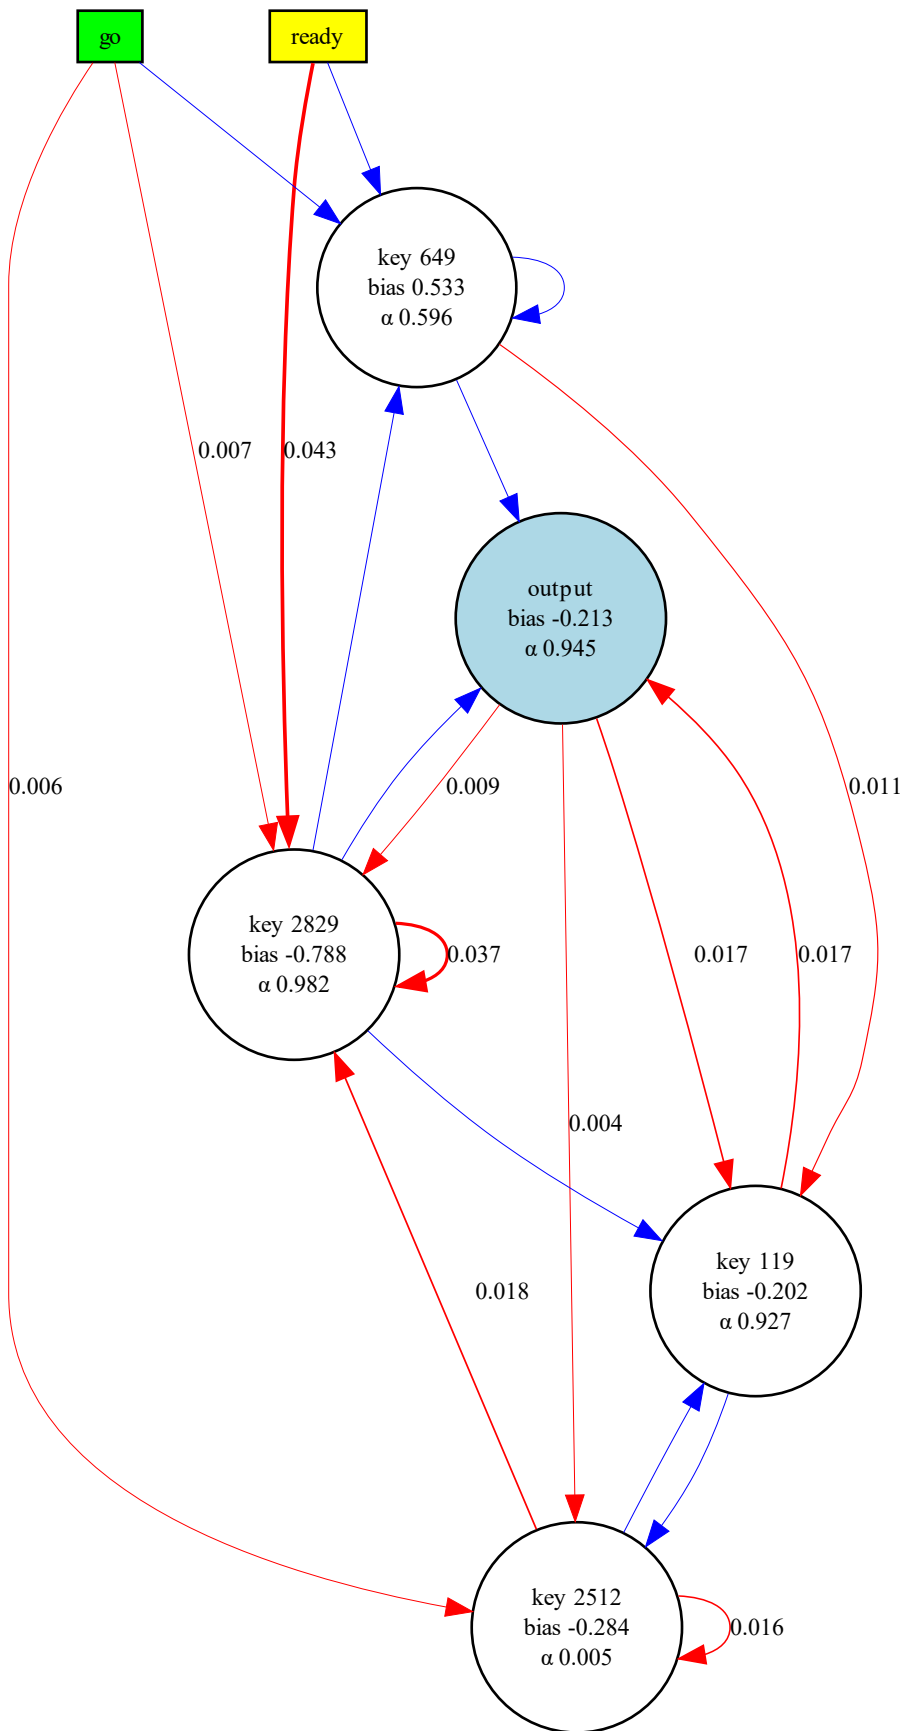 go
ready
key 649
bias 0.533
α 0.596
0.007
0.043
output
bias -0.213
α 0.945
0.006
0.009
0.011
key 2829
bias -0.788
α 0.982
0.037
0.017
0.017
0.004
key 119
bias -0.202
α 0.927
0.018
key 2512
bias -0.284
α 0.005
0.016